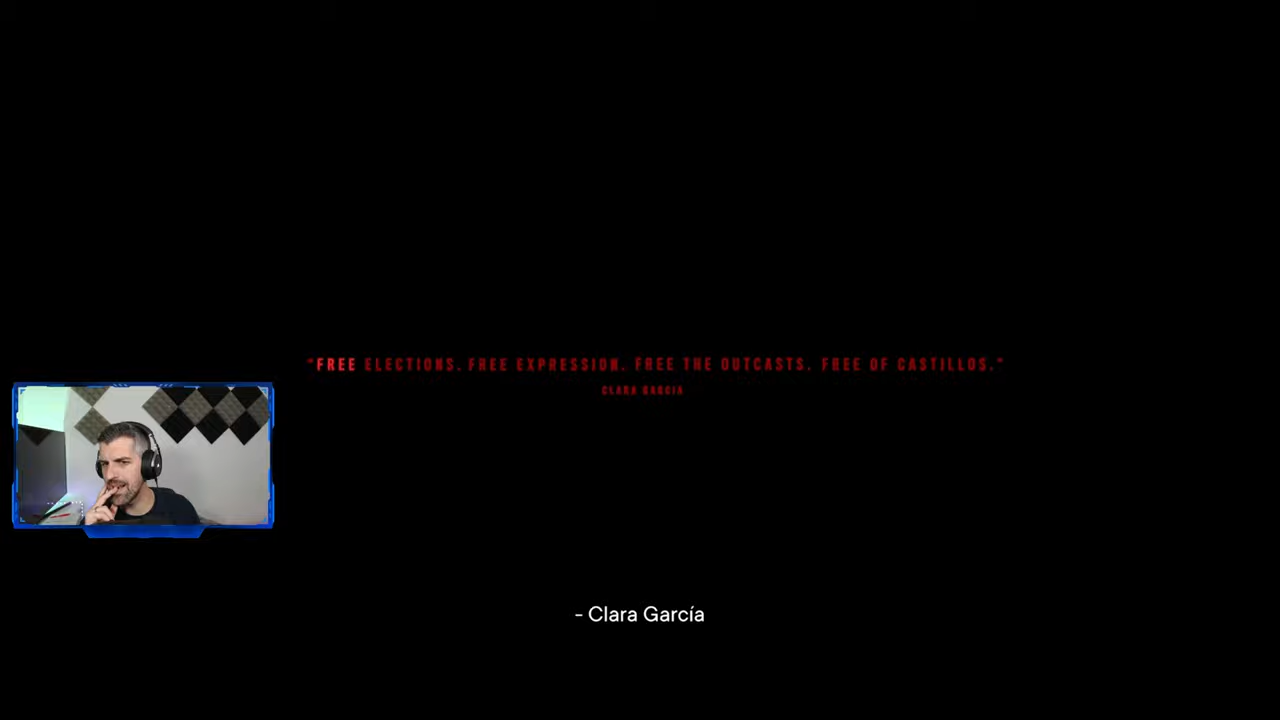 "FREE ELECTIONS. FREE EXPRESSION. FREE THE OUTCASTS. FREE OF CASTILLOS."
CLARA GARCIA
- Clara García